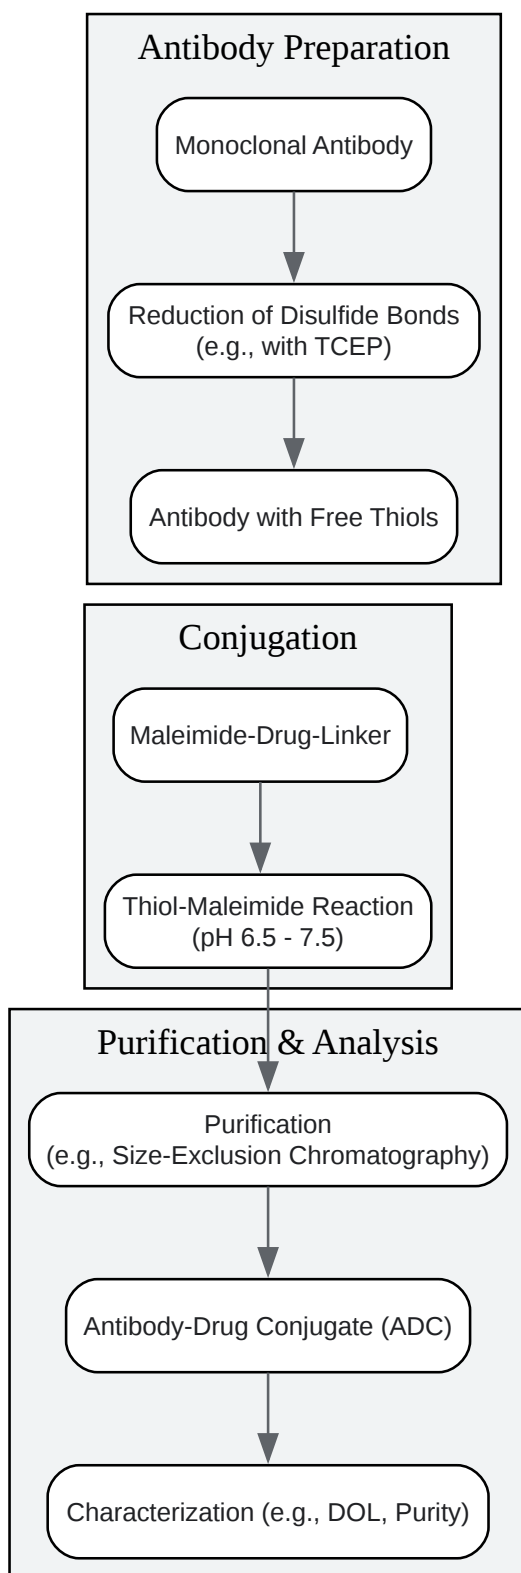 Antibody Preparation
Monoclonal Antibody
Reduction of Disulfide Bonds
(e.g., with TCEP)
Antibody with Free Thiols
Conjugation
Maleimide-Drug-Linker
Thiol-Maleimide Reaction
(pH 6.5 - 7.5)
Purification & Analysis
Purification
(e.g., Size-Exclusion Chromatography)
Antibody-Drug Conjugate (ADC)
Characterization (e.g., DOL, Purity)